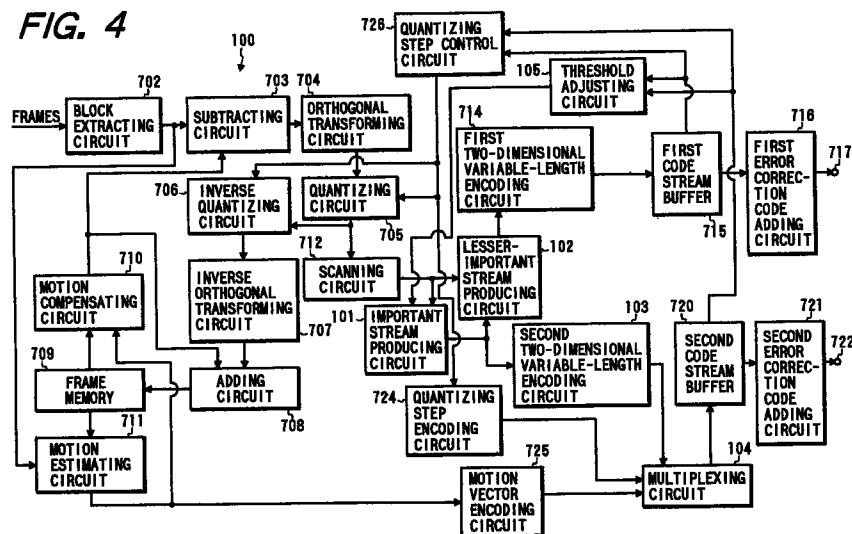 FIG. 4
100
FRAMES
702
BLOCK
EXTRACTING
CIRCUIT
703
SUBTRACTING
CIRCUIT
704
ORTHOGONAL
TRANSFORMING
CIRCUIT
726
QUANTIZING
STEP CONTROL
CIRCUIT
105
THRESHOLD
ADJUSTING
CIRCUIT
714
FIRST
TWO-DIMENSIONAL
VARIABLE-LENGTH
ENCODING
CIRCUIT
FIRST
CODE
STREAM
BUFFER
715
716
FIRST
ERROR
CORREC-
TION
CODE
ADDING
CIRCUIT
717
706
INVERSE
QUANTIZING
CIRCUIT
QUANTIZING
CIRCUIT
705
712
SCANNING
CIRCUIT
102
LESSER-
IMPORTANT
STREAM
PRODUCING
CIRCUIT
710
MOTION
COMPENSATING
CIRCUIT
INVERSE
ORTHOGONAL
TRANSFORMING
CIRCUIT
707
101
IMPORTANT
STREAM
PRODUCING
CIRCUIT
103
SECOND
TWO-DIMENSIONAL
VARIABLE-LENGTH
ENCODING
CIRCUIT
720
SECOND
CODE
STREAM
BUFFER
721
SECOND
ERROR
CORREC-
TION
CODE
ADDING
CIRCUIT
722
709
FRAME
MEMORY
ADDING
CIRCUIT
708
724
QUANTIZING
STEP
ENCODING
CIRCUIT
711
MOTION
ESTIMATING
CIRCUIT
725
MOTION
VECTOR
ENCODING
CIRCUIT
104
MULTIPLEXING
CIRCUIT